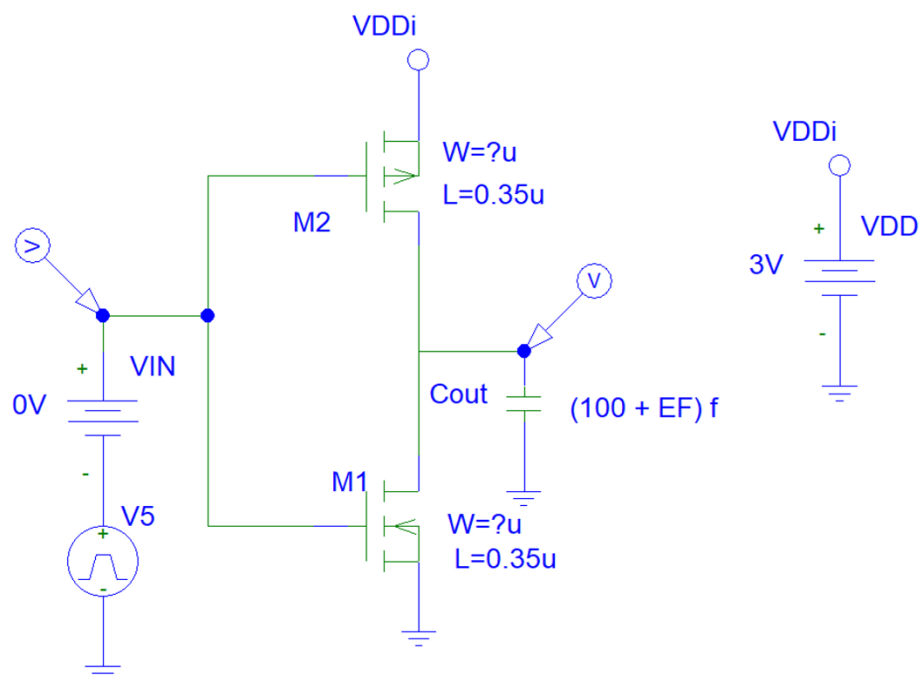 VDDi
W=?u
L=0.35u
M2
VDDi
+
VDD
3V
-
V
V
+
VIN
0V
-
Cout
(100 + EF) f
M1
W=?u
L=0.35u
V5
+
-